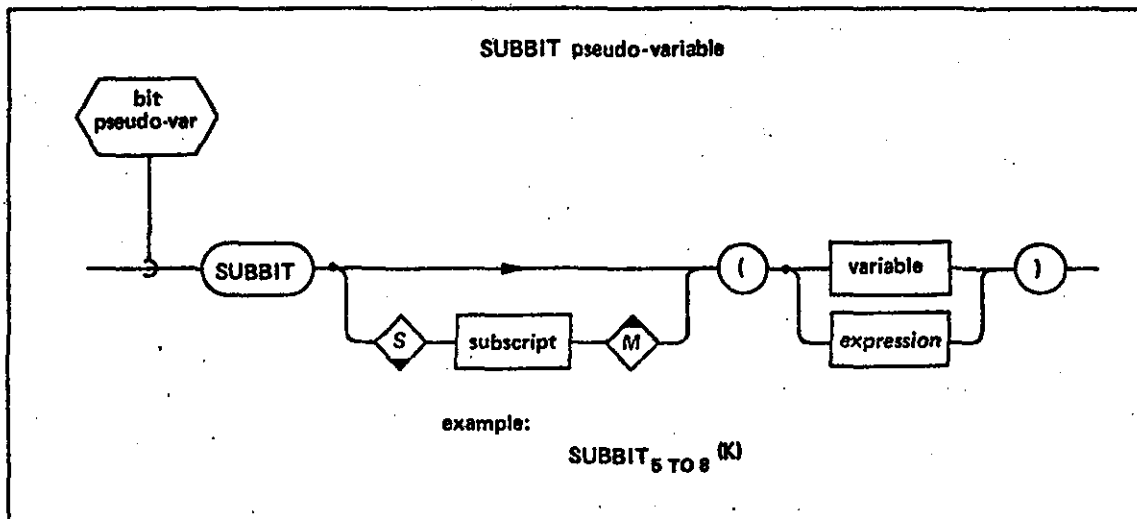 SUBBIT pseudo-variable
bit
pseudo-var
SUBBIT
(
variable
)
S
subscript
M
expression
example:
SUBBIT5 TO 8 (K)